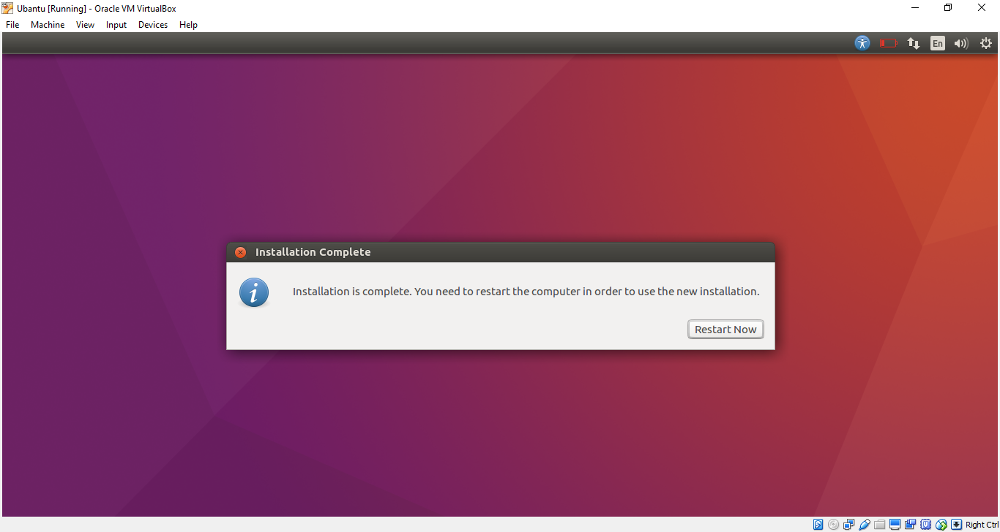 Ubantu [Running] - Oracle VM VirtualBox
File Machine View Input Devices Help
En
Installation Complete
Installation is complete. You need to restart the computer in order to use the new installation.
Restart Now
Right Ctrl